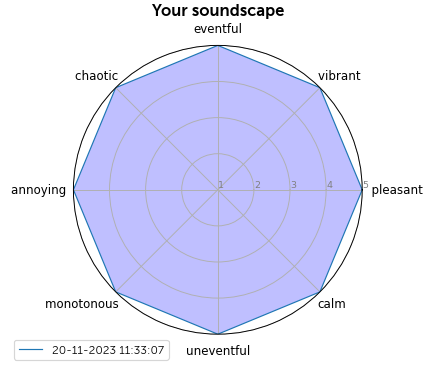 Your soundscape
eventful
chaotic
vibrant
annoying
1 2 3 4 5
pleasant
monotonous
calm
uneventful
20-11-2023 11:33:07